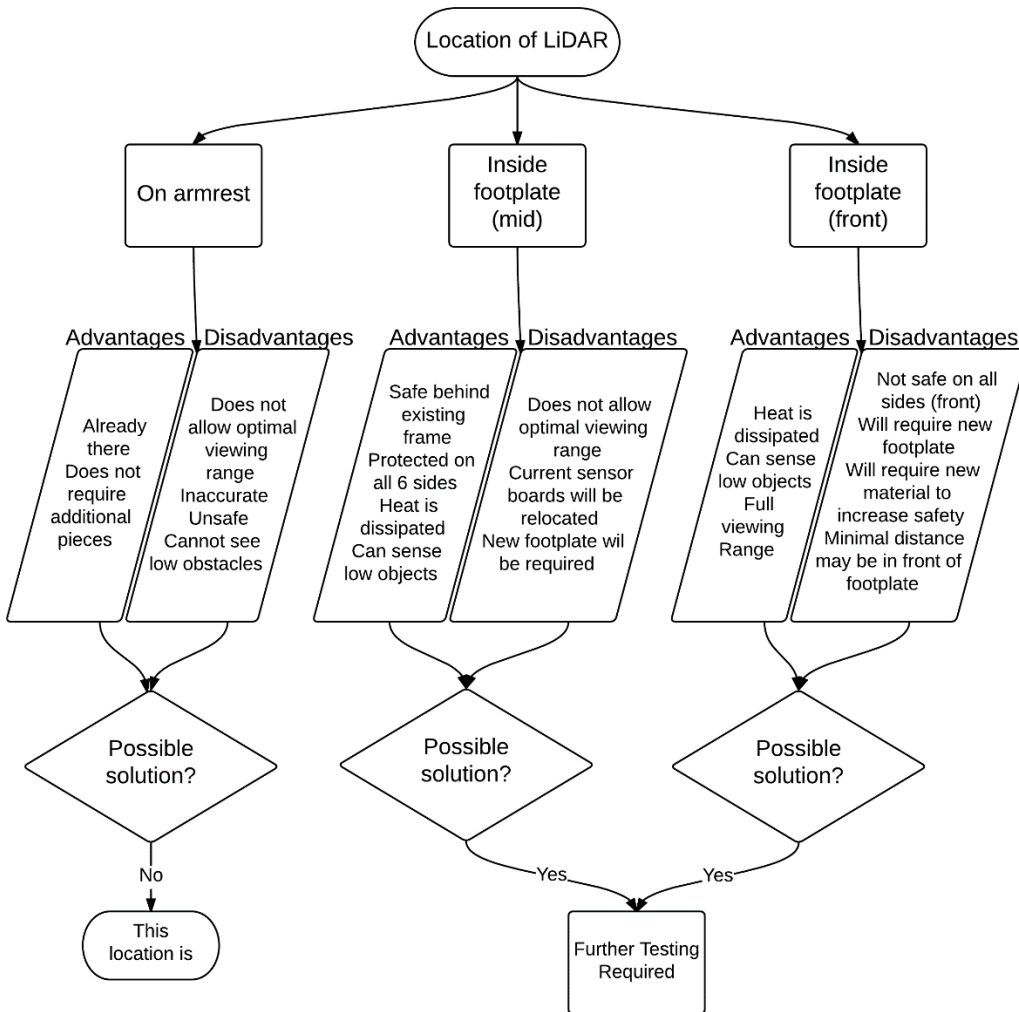 Location of LiDAR
On armrest
Inside
footplate
(mid)
Inside
footplate
(front)
Advantages
Disadvantages
Already
there
Does not
require
additional
pieces
Does not
allow optimal
viewing
range
Inaccurate
Unsafe
Cannot see
low obstacles
Advantages
Disadvantages
Safe behind
existing
frame
Protected on
all 6 sides
Heat is
dissipated
Can sense
low objects
Does not allow
optimal viewing
range
Current sensor
boards will be
relocated
New footplate wil
be required
Advantages
Disadvantages
Heat is
dissipated
Can sense
low objects
Full
viewing
Range
Not safe on all
sides (front)
Will require new
footplate
Will require new
material to
increase safety
Minimal distance
may be in front of
footplate
Possible
solution?
Possible
solution?
Possible
solution?
No
Yes
Yes
This
location is
Further Testing
Required